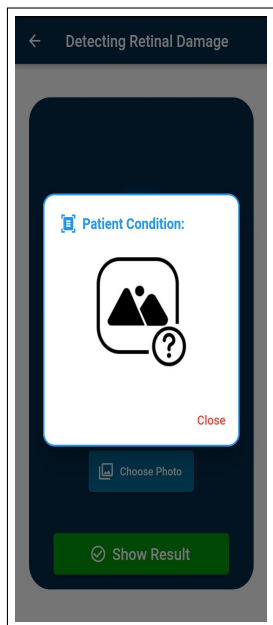 Detecting Retinal Damage
Patient Condition:
?
Close
Choose Photo
Show Result